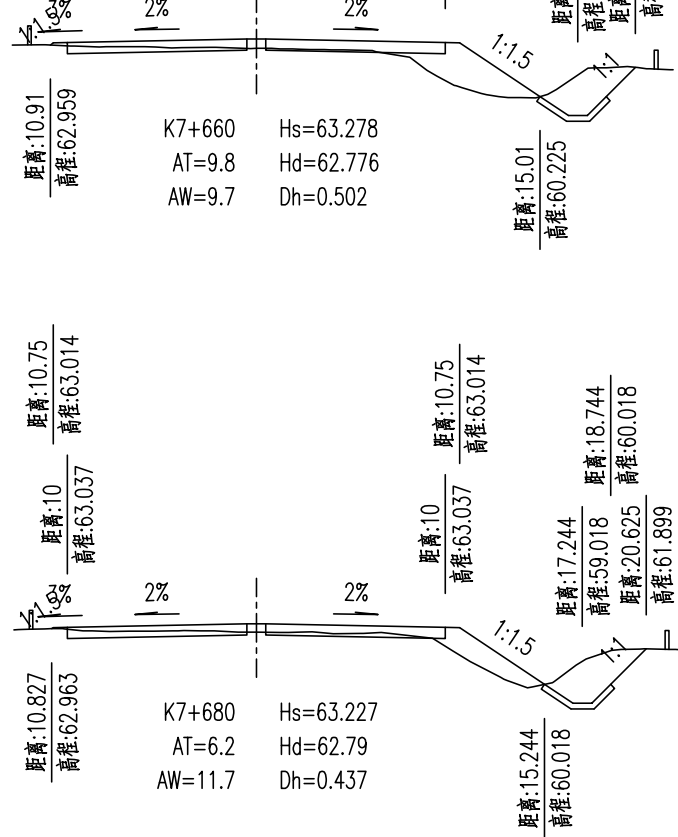 3%
2%
2%
1:1.5
1:1
距离:10.91
高程:62.959
K7+660
Hs=63.278
AT=9.8
Hd=62.776
AW=9.7
Dh=0.502
距离:15.01
高程:60.225
距离:10.75
高程:63.014
距离:10.75
高程:63.014
距离:18.744
高程:60.018
距离:10
高程:63.037
距离:10
高程:63.037
距离:17.244
高程:59.018
距离:20.625
高程:61.899
3%
2%
2%
1:1.5
1:1
距离:10.827
高程:62.963
K7+680
Hs=63.227
AT=6.2
Hd=62.79
AW=11.7
Dh=0.437
距离:15.244
高程:60.018